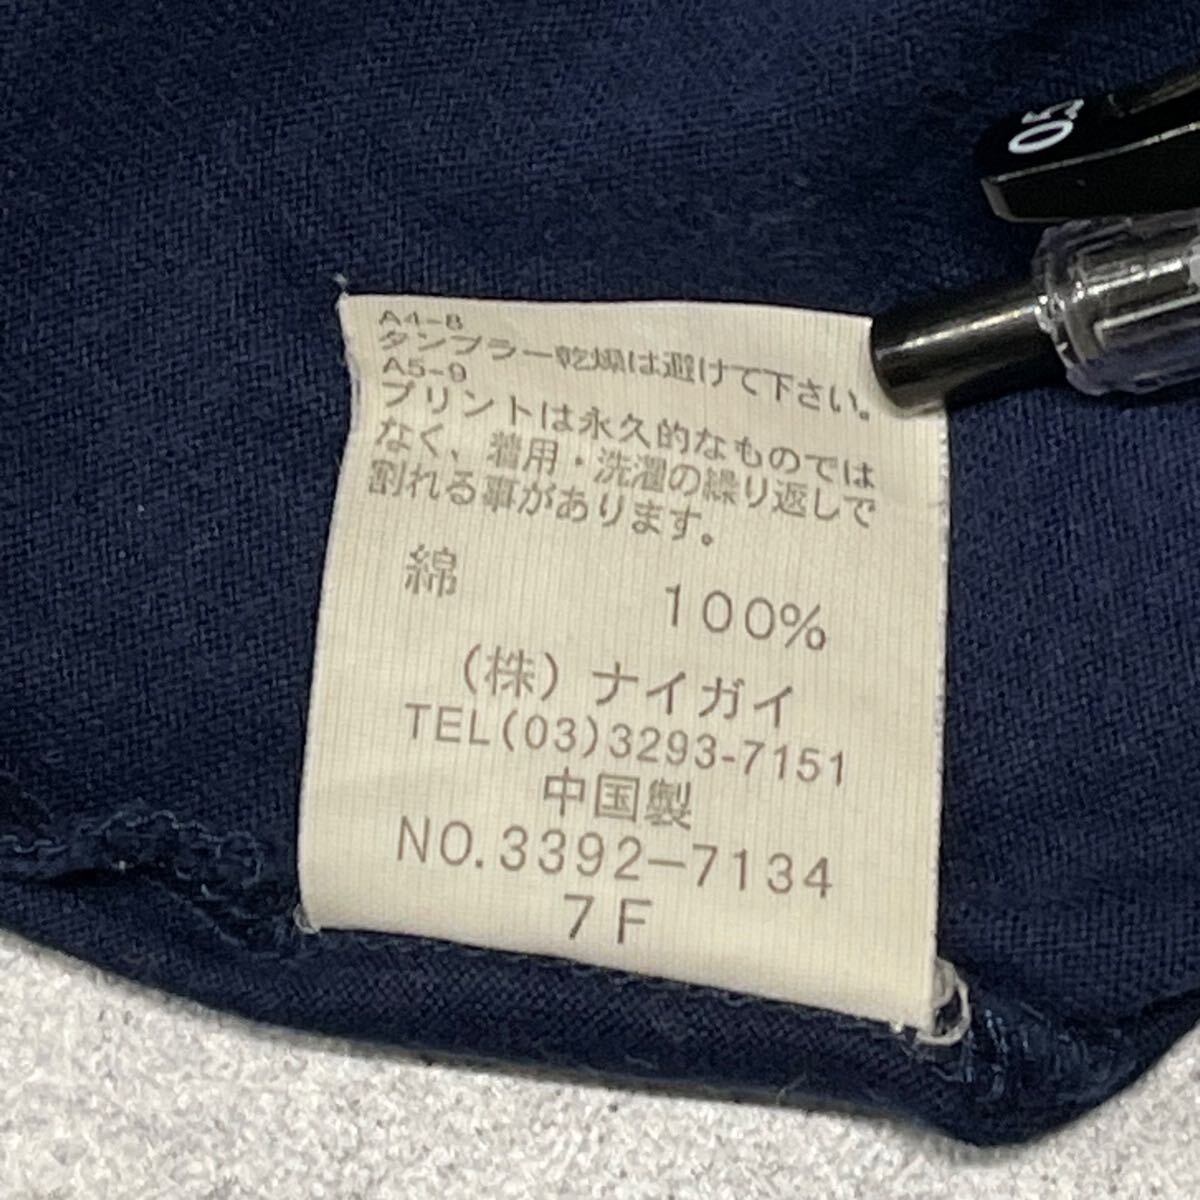 A4-8
タンブラー乾燥は避けて下さい。
A5-9
プリントは永久的なものでは
なく、着用・洗濯の繰り返しで
割れる事があります。
綿 100%
(株)ナイガイ
TEL(03)3293-7151
中国製
NO.3392-7134
7F
05